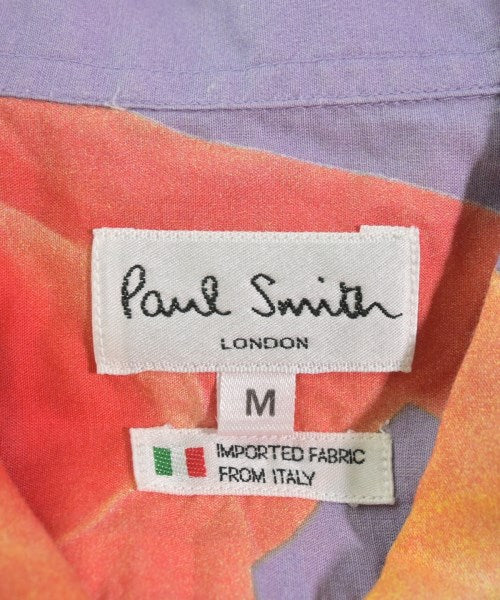 Paul Smith
LONDON
M
IMPORTED FABRIC
FROM ITALY